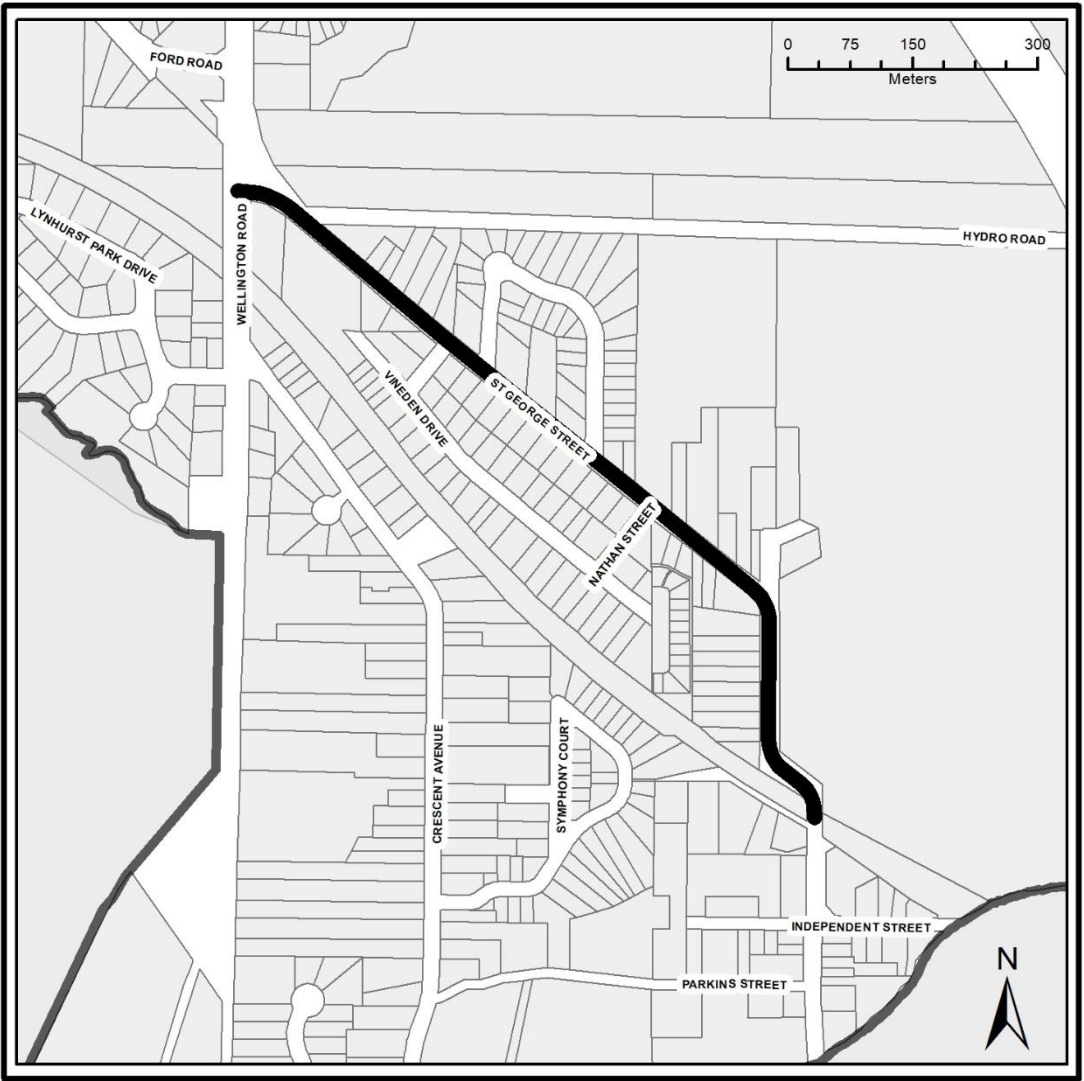 FORD ROAD
0 75 150 300
Meters
LYNHURST PARK DRIVE
WELLINGTON ROAD
HYDRO ROAD
VINEDEN DRIVE
ST GEORGE STREET
NATHAN STREET
CRESCENT AVENUE
SYMPHONY COURT
INDEPENDENT STREET
PARKINS STREET
N